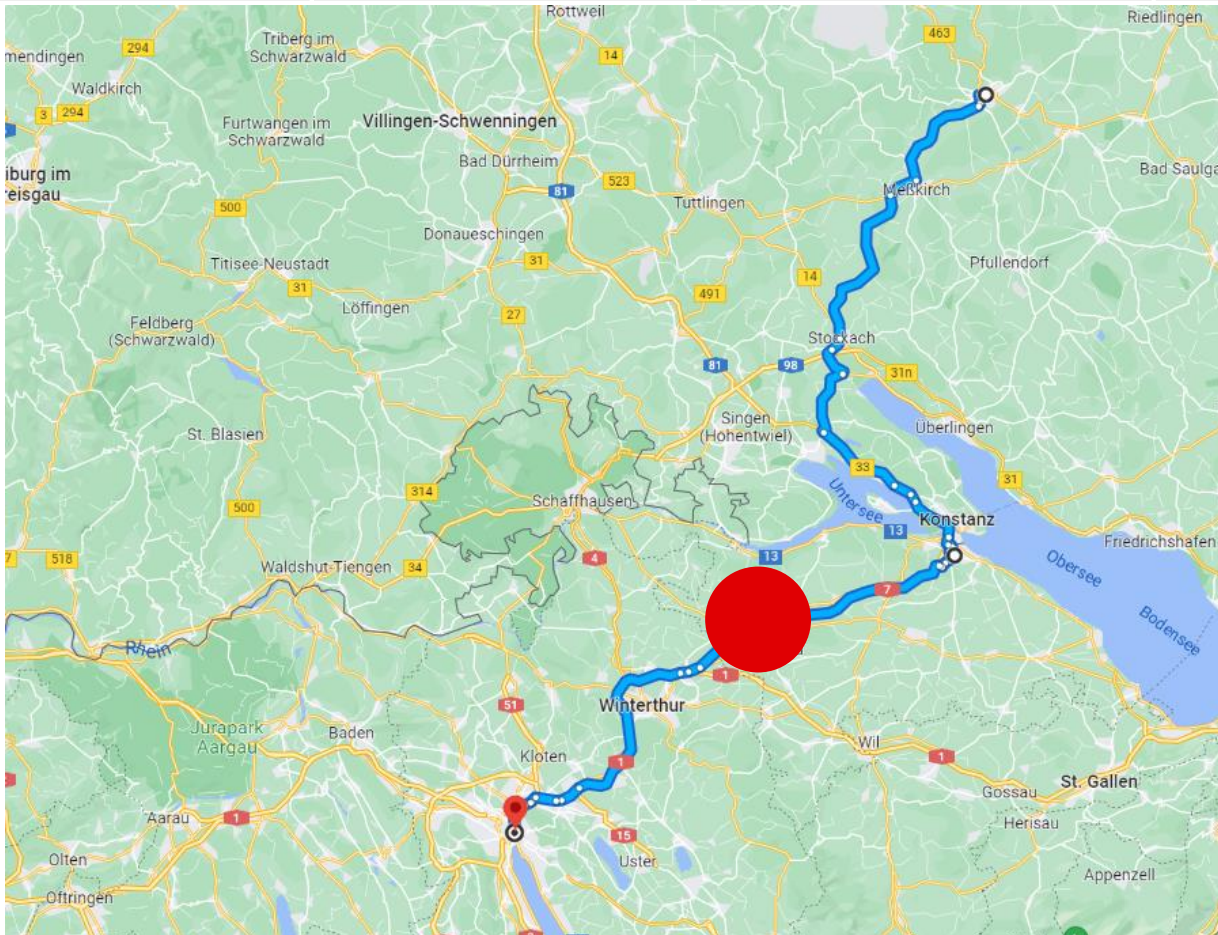 Rottweil
Riedlingen
463
294
Triberg im
Schwarzwald
mendingen
14
Waldkirch
3
294
Furtwangen im
Schwarzwald
Villingen-Schwenningen
Bad Dürrheim
iburg im
reisgau
81
523
Meßkirch
Bad Saulga
500
Tuttlingen
Donaueschingen
31
Titisee-Neustadt
Pfullendorf
31
Löffingen
491
14
27
Feldberg
(Schwarzwald)
Stockach
81
98
31n
St. Blasien
Singen
(Hohentwiel)
Überlingen
314
33
31
Schaffhausen
Untersee
500
13
Konstanz
7
518
Waldshut-Tiengen
34
4
13
Friedrichshafen
Obersee
7
Bodensee
Rhein
1
51
Winterthur
Jurapark
Aargau
Baden
Kloten
1
Wil
1
St. Gallen
Gossau
Aarau
1
15
Herisau
Olten
Uster
Appenzell
Oftringen